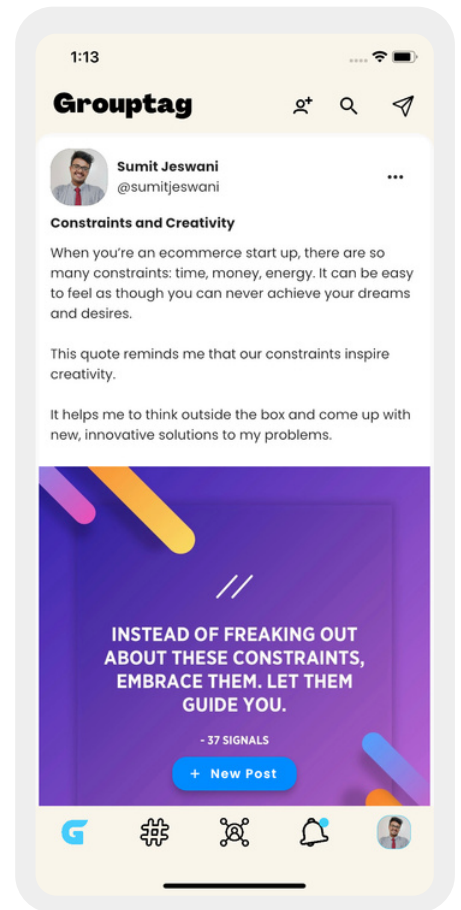 1:13
Grouptag
Sumit Jeswani
@sumitjeswani
Constraints and Creativity
When you're an ecommerce start up, there are so
many constraints: time, money, energy. It can be easy
to feel as though you can never achieve your dreams
and desires.
This quote reminds me that our constraints inspire
creativity.
It helps me to think outside the box and come up with
new, innovative solutions to my problems.
INSTEAD OF FREAKING OUT
ABOUT THESE CONSTRAINTS,
EMBRACE THEM. LET THEM
GUIDE YOU.
- 37 SIGNALS
+ New Post
G